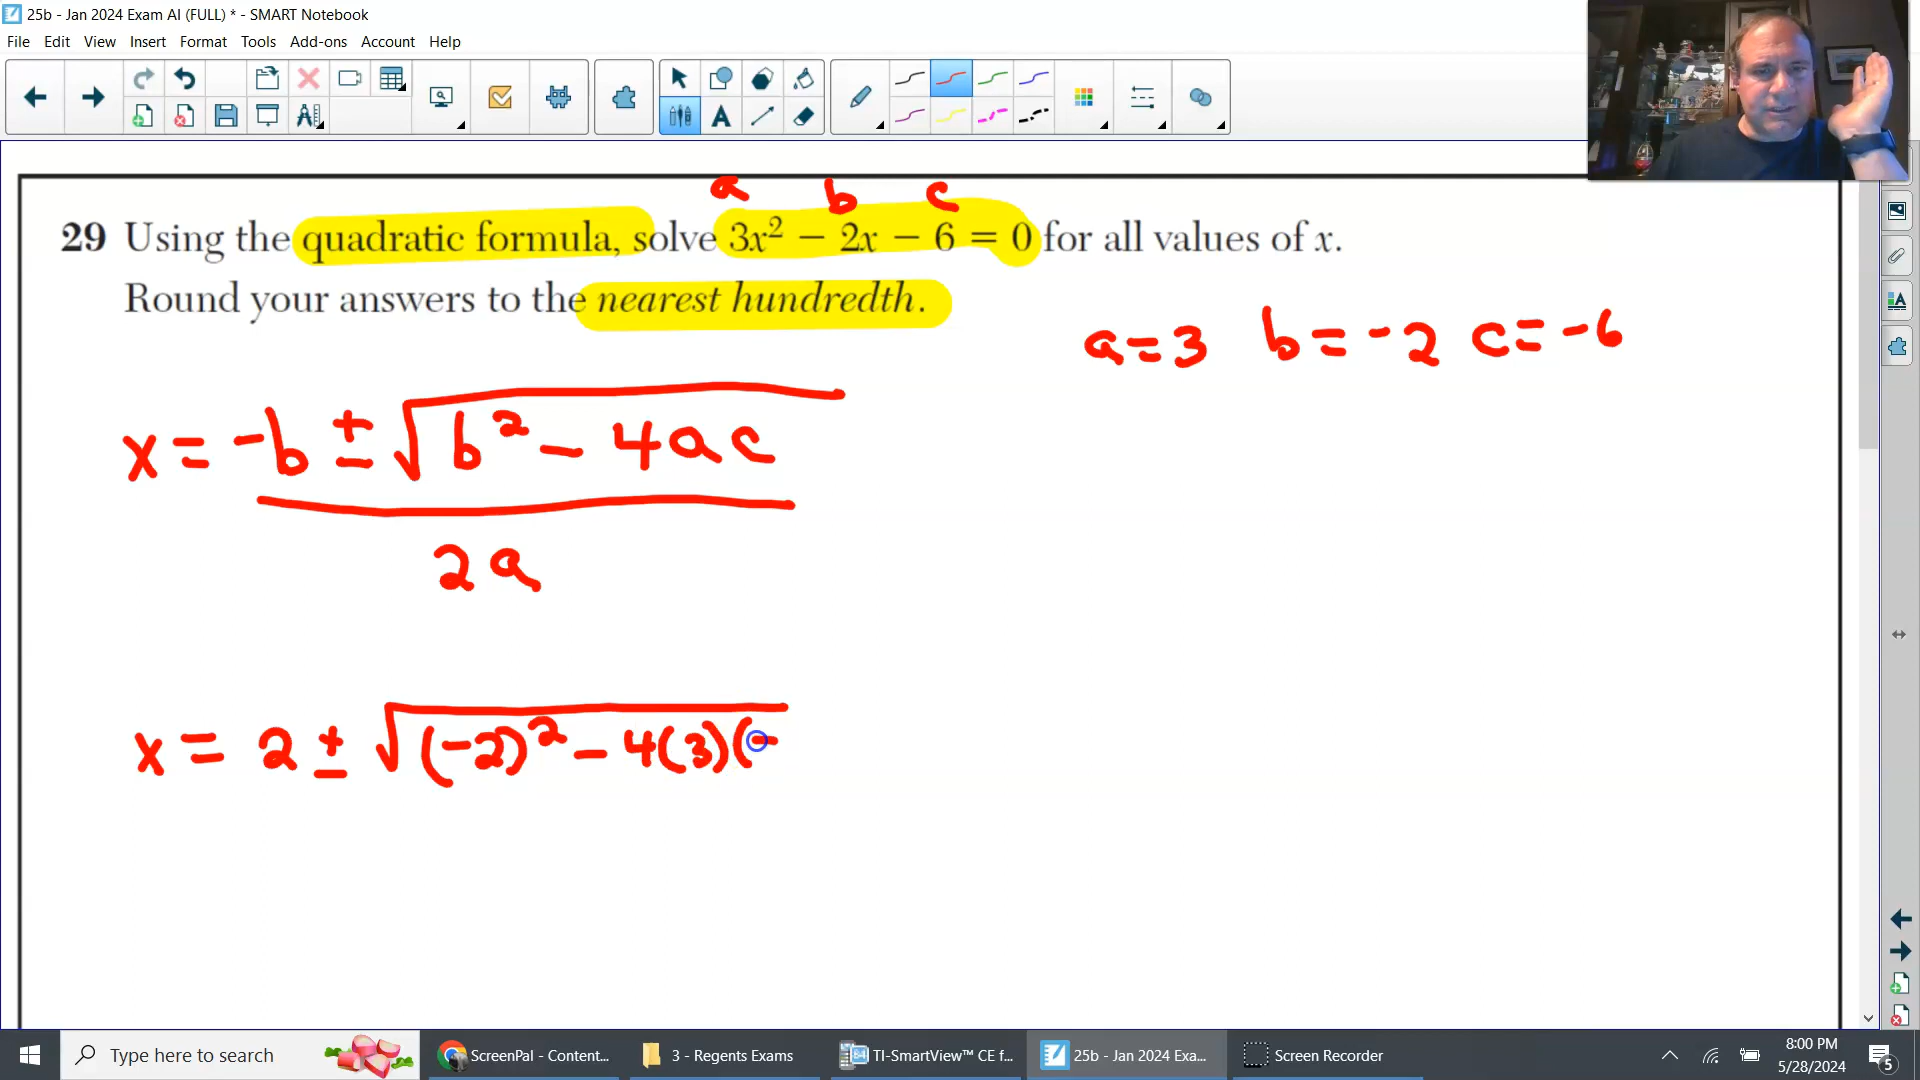 25b - Jan 2024 Exam AI (FULL) * - SMART Notebook
File Edit View Insert Format Tools Add-ons Account Help
a b c
29 Using the quadratic formula, solve 3x² − 2x − 6 = 0 for all values of x.
Round your answers to the nearest hundredth.
a = 3 b = -2 c = -6
x = -b ± √b² - 4ac
2a
x = 2 ± √(-2)² - 4(3)(-
Type here to search
ScreenPal - Content...
3 - Regents Exams
84
TI-SmartView™ CE f...
25b - Jan 2024 Exa...
Screen Recorder
8:00 PM
5/28/2024
5